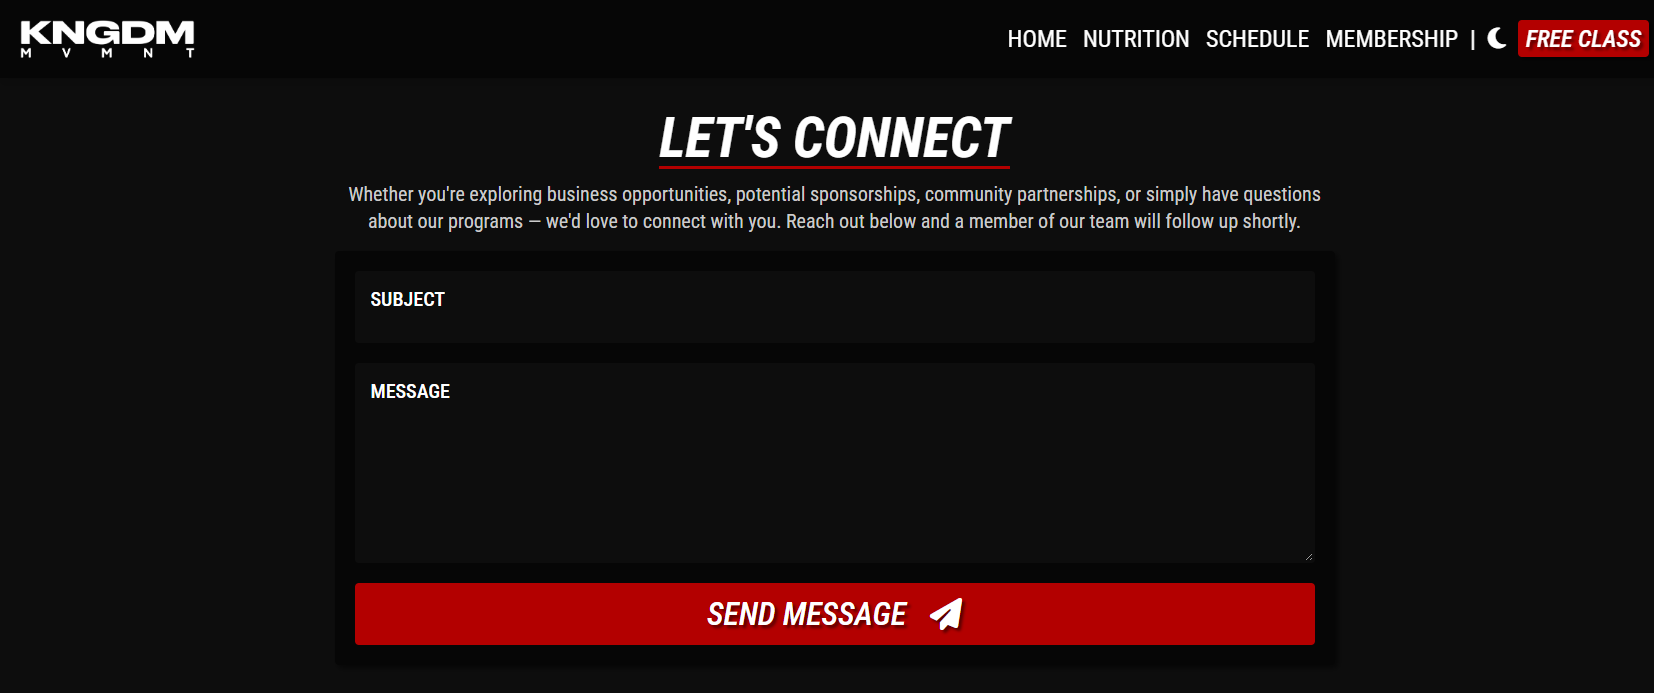 KNGDM
MVMNT
HOME NUTRITION SCHEDULE MEMBERSHIP | FREE CLASS
LET'S CONNECT
Whether you're exploring business opportunities, potential sponsorships, community partnerships, or simply have questions
about our programs — we'd love to connect with you. Reach out below and a member of our team will follow up shortly.
SUBJECT
MESSAGE
SEND MESSAGE